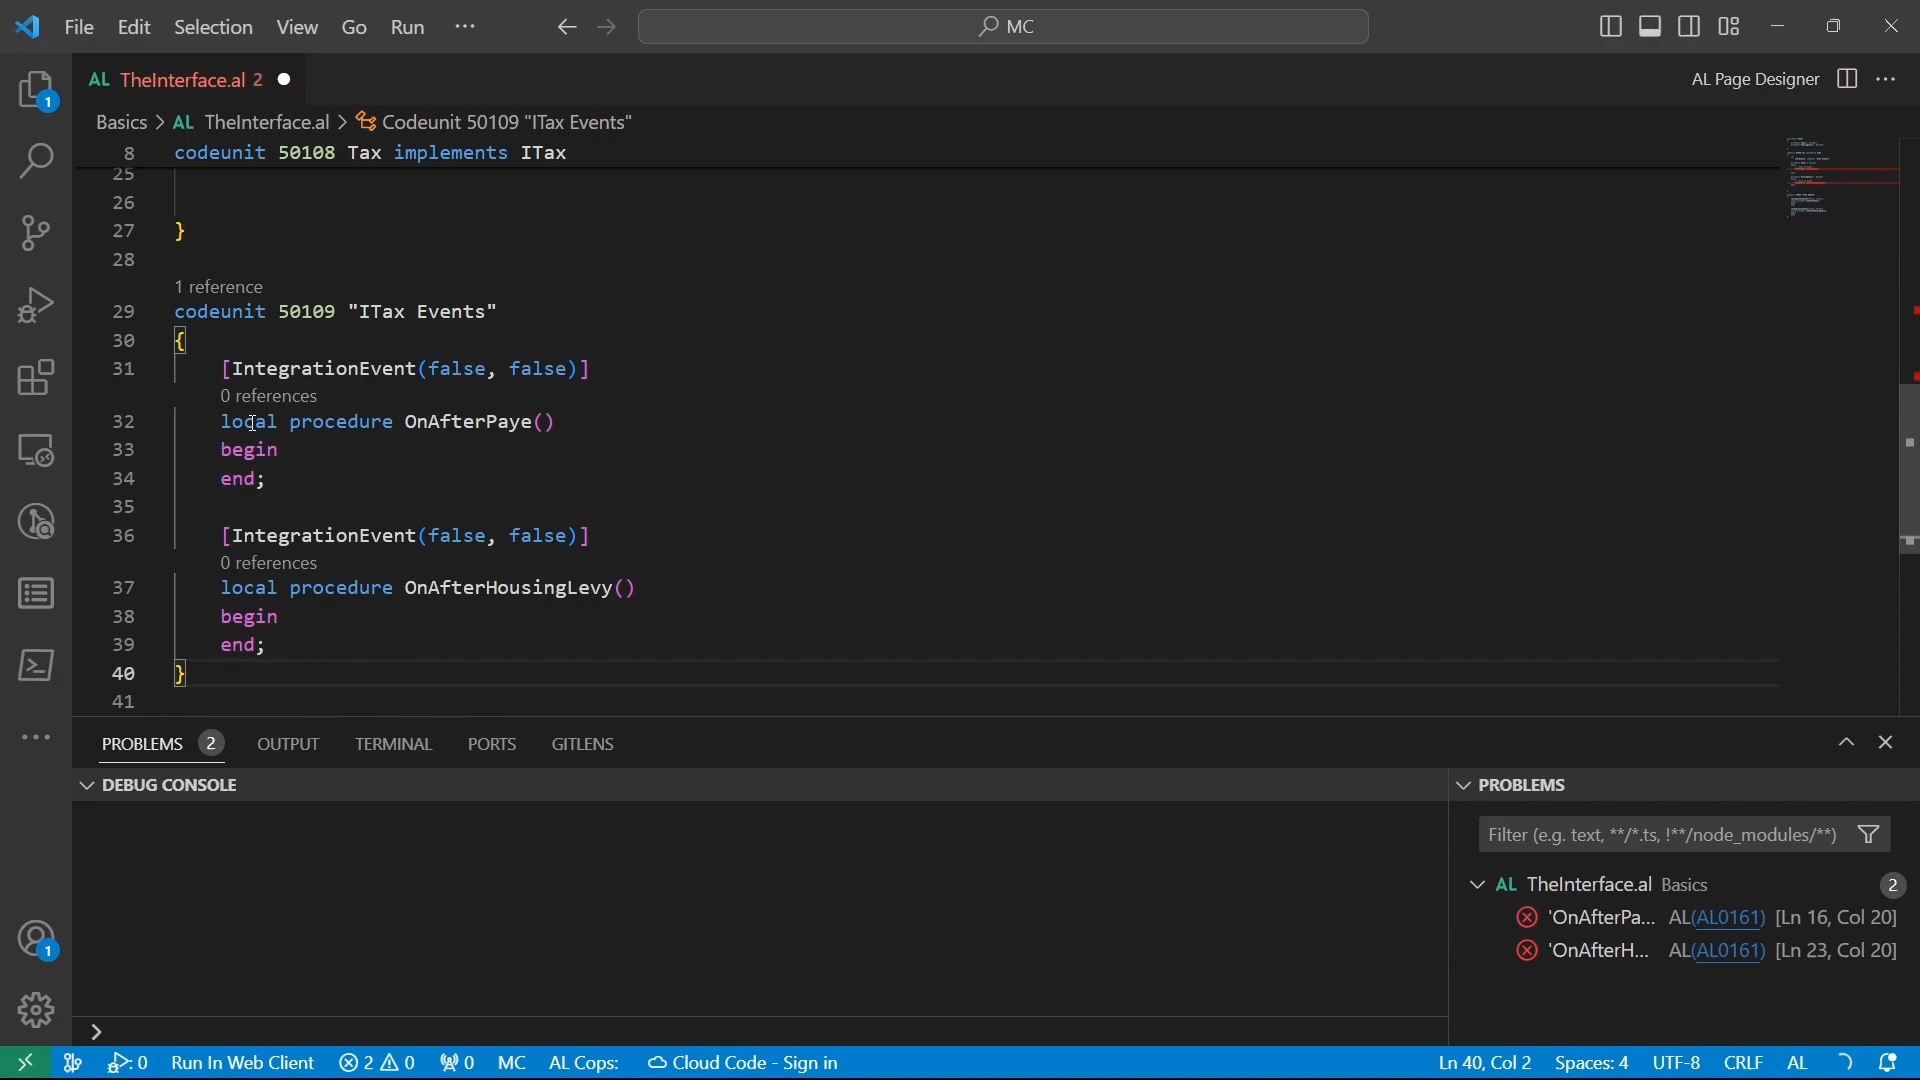 File Edit Selection View Go Run ··· MC
AL TheInterface.al 2 AL Page Designer
Basics > AL TheInterface.al > Codeunit 50109 "ITax Events"
8 codeunit 50108 Tax implements ITax
25
26
27 }
28
1 reference
29 codeunit 50109 "ITax Events"
30 {
31 [IntegrationEvent(false, false)]
0 references
32 local procedure OnAfterPaye()
33 begin
34 end;
35
36 [IntegrationEvent(false, false)]
0 references
37 local procedure OnAfterHousingLevy()
38 begin
39 end;
40 }
41
1
1
PROBLEMS 2 OUTPUT TERMINAL PORTS GITLENS
DEBUG CONSOLE
PROBLEMS
Filter (e.g. text, **/*.ts, !**/node_modules/**)
AL TheInterface.al Basics 2
'OnAfterPa... AL(AL0161) [Ln 16, Col 20]
'OnAfterH... AL(AL0161) [Ln 23, Col 20]
>
0 Run In Web Client 2 0 0 MC AL Cops: Cloud Code - Sign in Ln 40, Col 2 Spaces: 4 UTF-8 CRLF AL